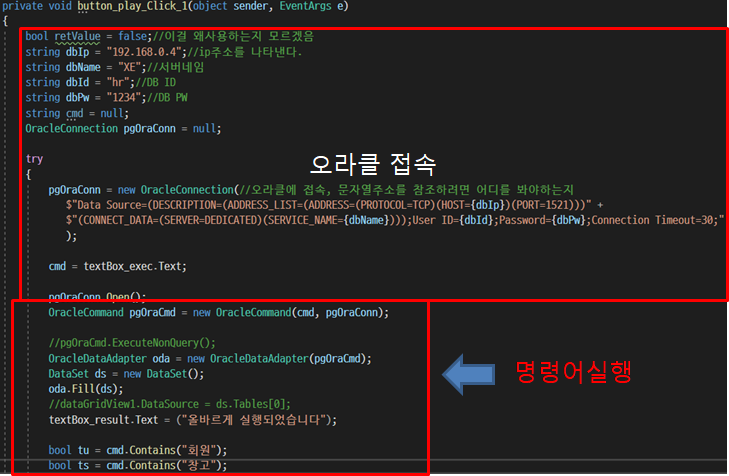 private void button_play_Click_1(object sender, EventArgs e)
{
bool retValue = false;//이걸 왜사용하는지 모르겠음
string dbIp = "192.168.0.4";//ip주소를 나타낸다.
string dbName = "XE";//서버네임
string dbId = "hr";//DB ID
string dbPw = "1234";//DB PW
string cmd = null;
OracleConnection pgOraConn = null;
try
오라클 접속
{
pgOraConn = new OracleConnection(//오라클에 접속, 문자열주소를 참조하려면 어디를 봐야하는지
$"Data Source=(DESCRIPTION=(ADDRESS_LIST=(ADDRESS=(PROTOCOL=TCP)(HOST={dbIp})(PORT=1521)))" +
$"(CONNECT_DATA=(SERVER=DEDICATED)(SERVICE_NAME={dbName})));User ID={dbId};Password={dbPw};Connection Timeout=30;"
);
cmd = textBox_exec.Text;
pgOraConn.Open();
OracleCommand pgOraCmd = new OracleCommand(cmd, pgOraConn);
//pgOraCmd.ExecuteNonQuery();
OracleDataAdapter oda = new OracleDataAdapter(pgOraCmd);
명령어실행
DataSet ds = new DataSet();
oda.Fill(ds);
//dataGridView1.DataSource = ds.Tables[0];
textBox_result.Text = ("올바르게 실행되었습니다");
bool tu = cmd.Contains("회원");
bool ts = cmd.Contains("창고");